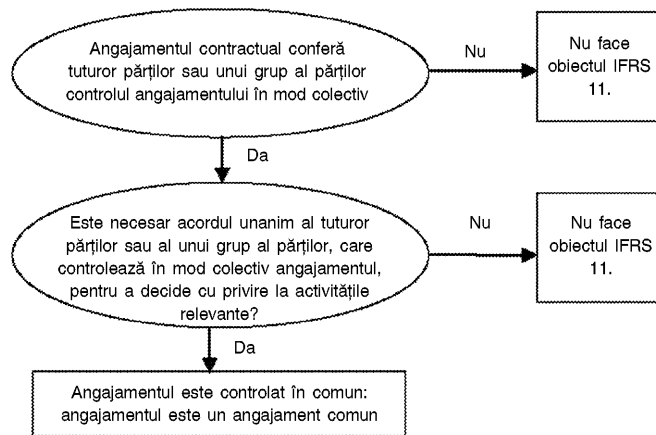 Angajamentul contractual conferă
tuturor părților sau unui grup al părților
controlul angajamentului în mod colectiv
Nu
Nu face
obiectul IFRS
11.
Da
Este necesar acordul unanim al tuturor
părților sau al unui grup al părților, care
controlează în mod colectiv angajamentul,
pentru a decide cu privire la activitățile
relevante?
Nu
Nu face
obiectul IFRS
11.
Da
Angajamentul este controlat în comun:
angajamentul este un angajament comun